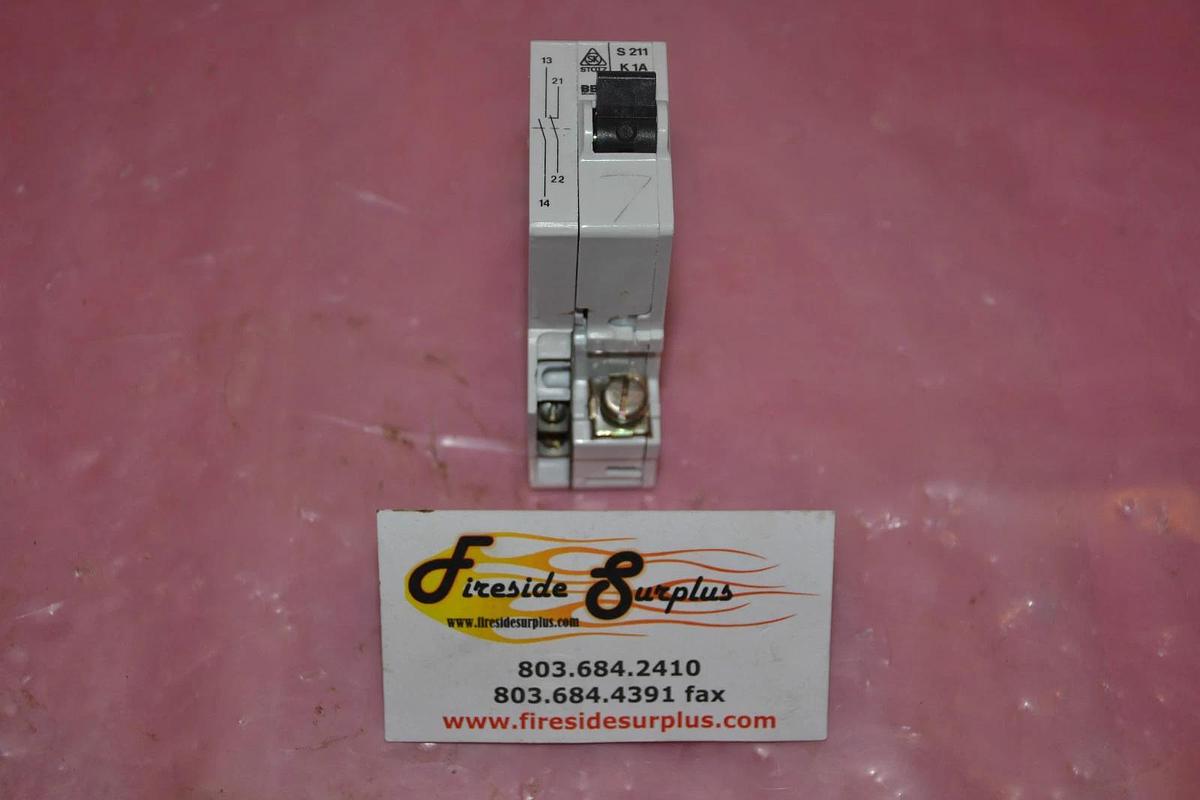 13
21
22
14
SK
STOTZ
S 211
K 1A
7
Fireside Surplus
www.firesidesurplus.com
803.684.2410
803.684.4391 fax
www.firesidesurplus.com